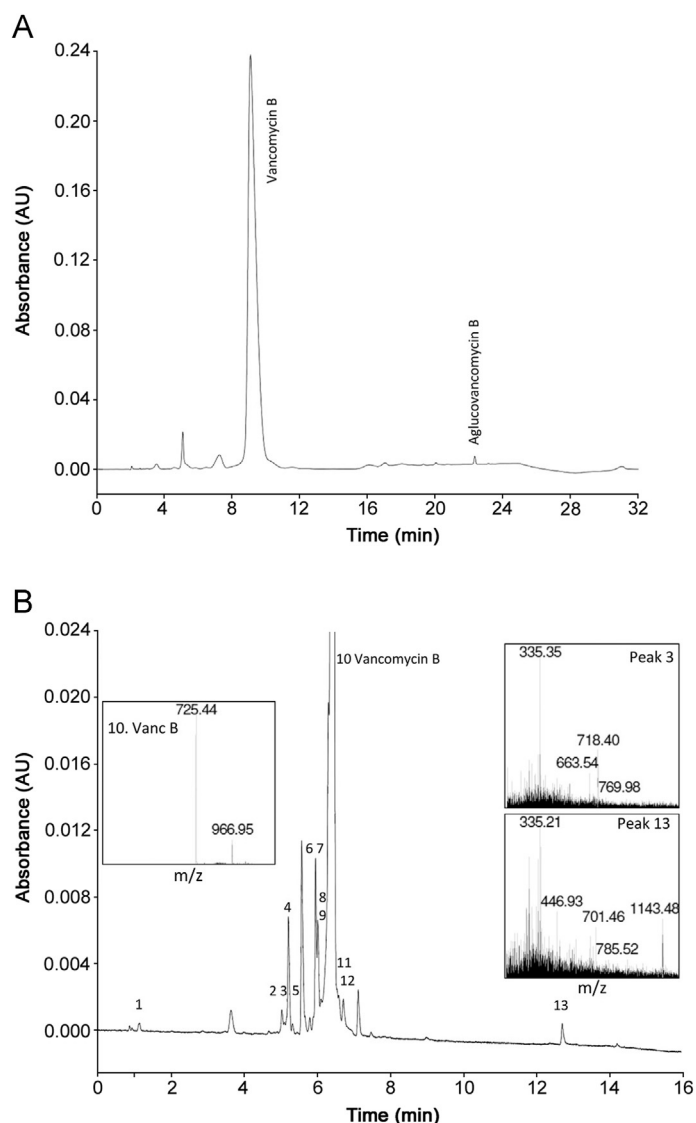 A
0.24
0.20
0.16
0.12
0.08
0.04
0.00
Absorbance (AU)
Vancomycin B
Aglucovancomycin B
0 4 8 12 16 20 24 28 32
Time (min)
B
0.024
0.020
0.016
0.012
0.008
0.004
0.000
Absorbance (AU)
10 Vancomycin B
725.44
10. Vanc B
966.95
m/z
335.35 Peak 3
718.40
663.54
769.98
335.21 Peak 13
446.93 701.46 1143.48
785.52
m/z
1
2 3
4
5
6 7
8
9
11
12
13
0 2 4 6 8 10 12 14 16
Time (min)